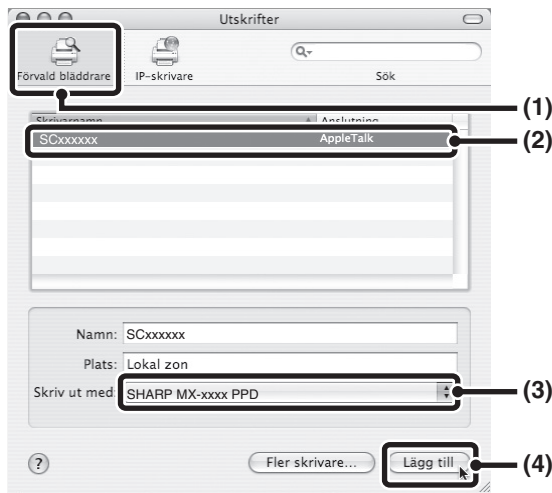 Utskrifter
Förvald bläddrare
IP-skrivare
Sök
(1)
Skrivarnamn
Anslutning
SCxxxxxx
AppleTalk
(2)
Namn: SCxxxxxx
Plats: Lokal zon
Skriv ut med: SHARP MX-xxxx PPD
(3)
?
Fler skrivare...
Lägg till
(4)